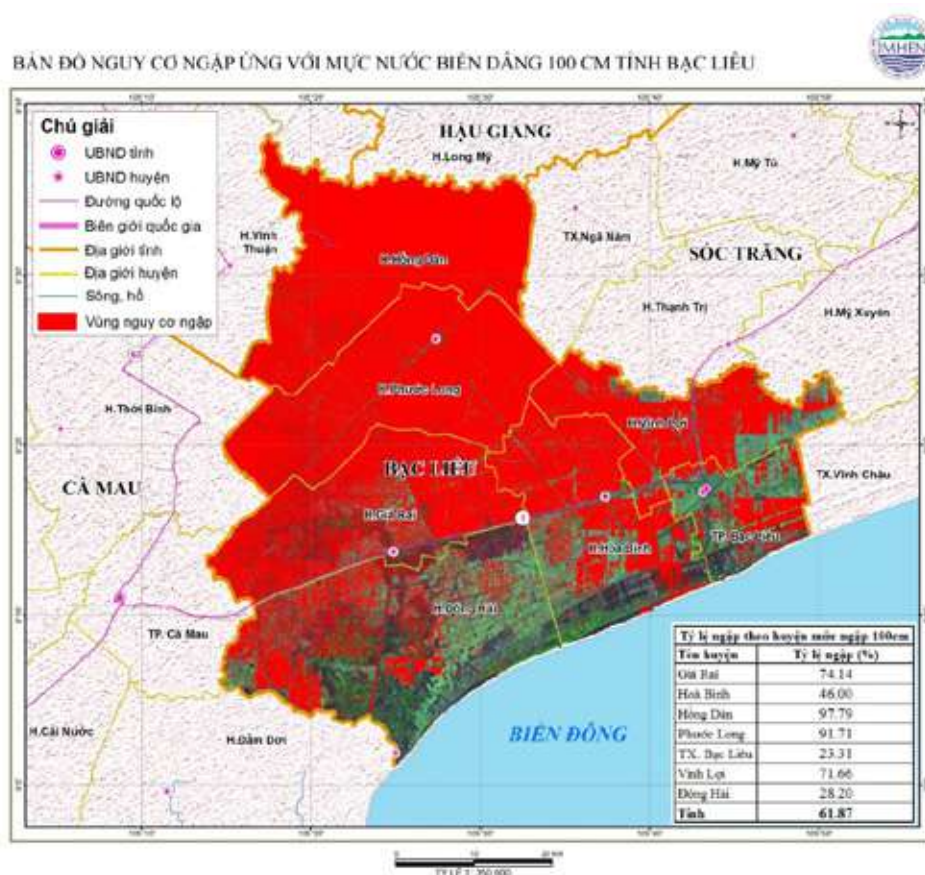 IMHEN
BẢN ĐỒ NGUY CƠ NGẬP ỨNG VỚI MỰC NƯỚC BIỂN DÂNG 100 CM TỈNH BẠC LIÊU
Chú giải
UBND tỉnh
UBND huyện
Đường quốc lộ
Biên giới quốc gia
Địa giới tỉnh
Địa giới huyện
Sông, hồ
Vùng nguy cơ ngập
HẬU GIANG
H.Long Mỹ
H.Mỹ Tú
H.Vĩnh
Thuận
TX.Ngã Năm
SÓC TRĂNG
H.Hồng Dân
H.Thạnh Trị
H.Mỹ Xuyên
H.Phước Long
H.Thới Bình
H.Vĩnh Lợi
BẠC LIÊU
CÀ MAU
TX.Vĩnh Châu
H.Giá Rai
TP. Bạc Liêu
H.Hoà Bình
H.Đông Hải
TP. Cà Mau
H.Cái Nước
H.Đầm Dơi
BIỂN ĐÔNG
Tỷ lệ ngập theo huyện mức ngập 100cm
Tên huyện Tỷ lệ ngập (%)
Giá Rai 74.14
Hoà Bình 46.00
Hồng Dân 97.79
Phước Long 91.71
TX. Bạc Liêu 23.31
Vĩnh Lợi 71.66
Đông Hải 28.20
Tỉnh 61.87